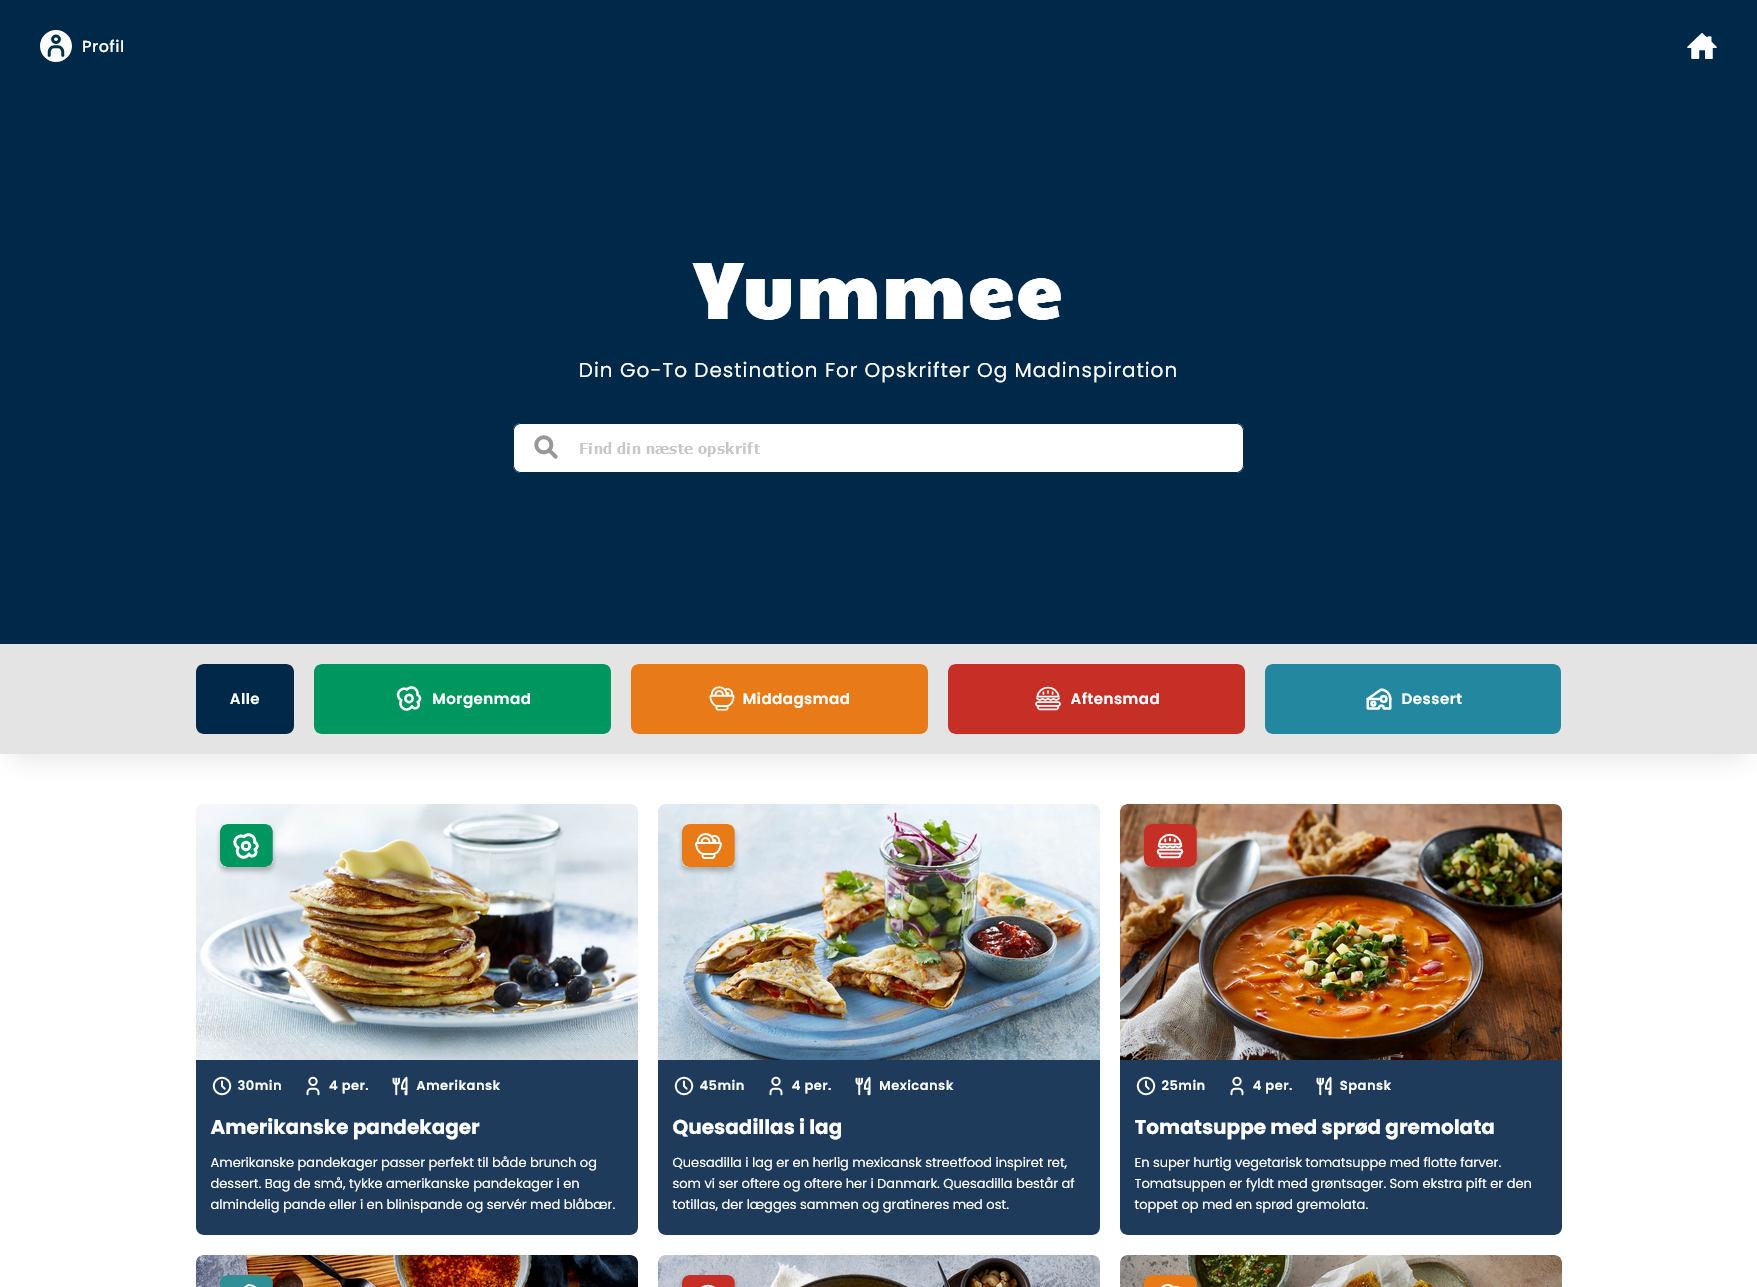 Profil
Yummee
Din Go-To Destination For Opskrifter Og Madinspiration
Find din næste opskrift
Alle
Morgenmad
Middagsmad
Aftensmad
Dessert
30min
4 per.
Amerikansk
Amerikanske pandekager
Amerikanske pandekager passer perfekt til både brunch og
dessert. Bag de små, tykke amerikanske pandekager i en
almindelig pande eller i en blinispande og servér med blåbær.
45min
4 per.
Mexicansk
Quesadillas i lag
Quesadilla i lag er en herlig mexicansk streetfood inspiret ret,
som vi ser oftere og oftere her i Danmark. Quesadilla består af
totillas, der lægges sammen og gratineres med ost.
25min
4 per.
Spansk
Tomatsuppe med sprød gremolata
En super hurtig vegetarisk tomatsuppe med flotte farver.
Tomatsuppen er fyldt med grøntsager. Som ekstra pift er den
toppet op med en sprød gremolata.